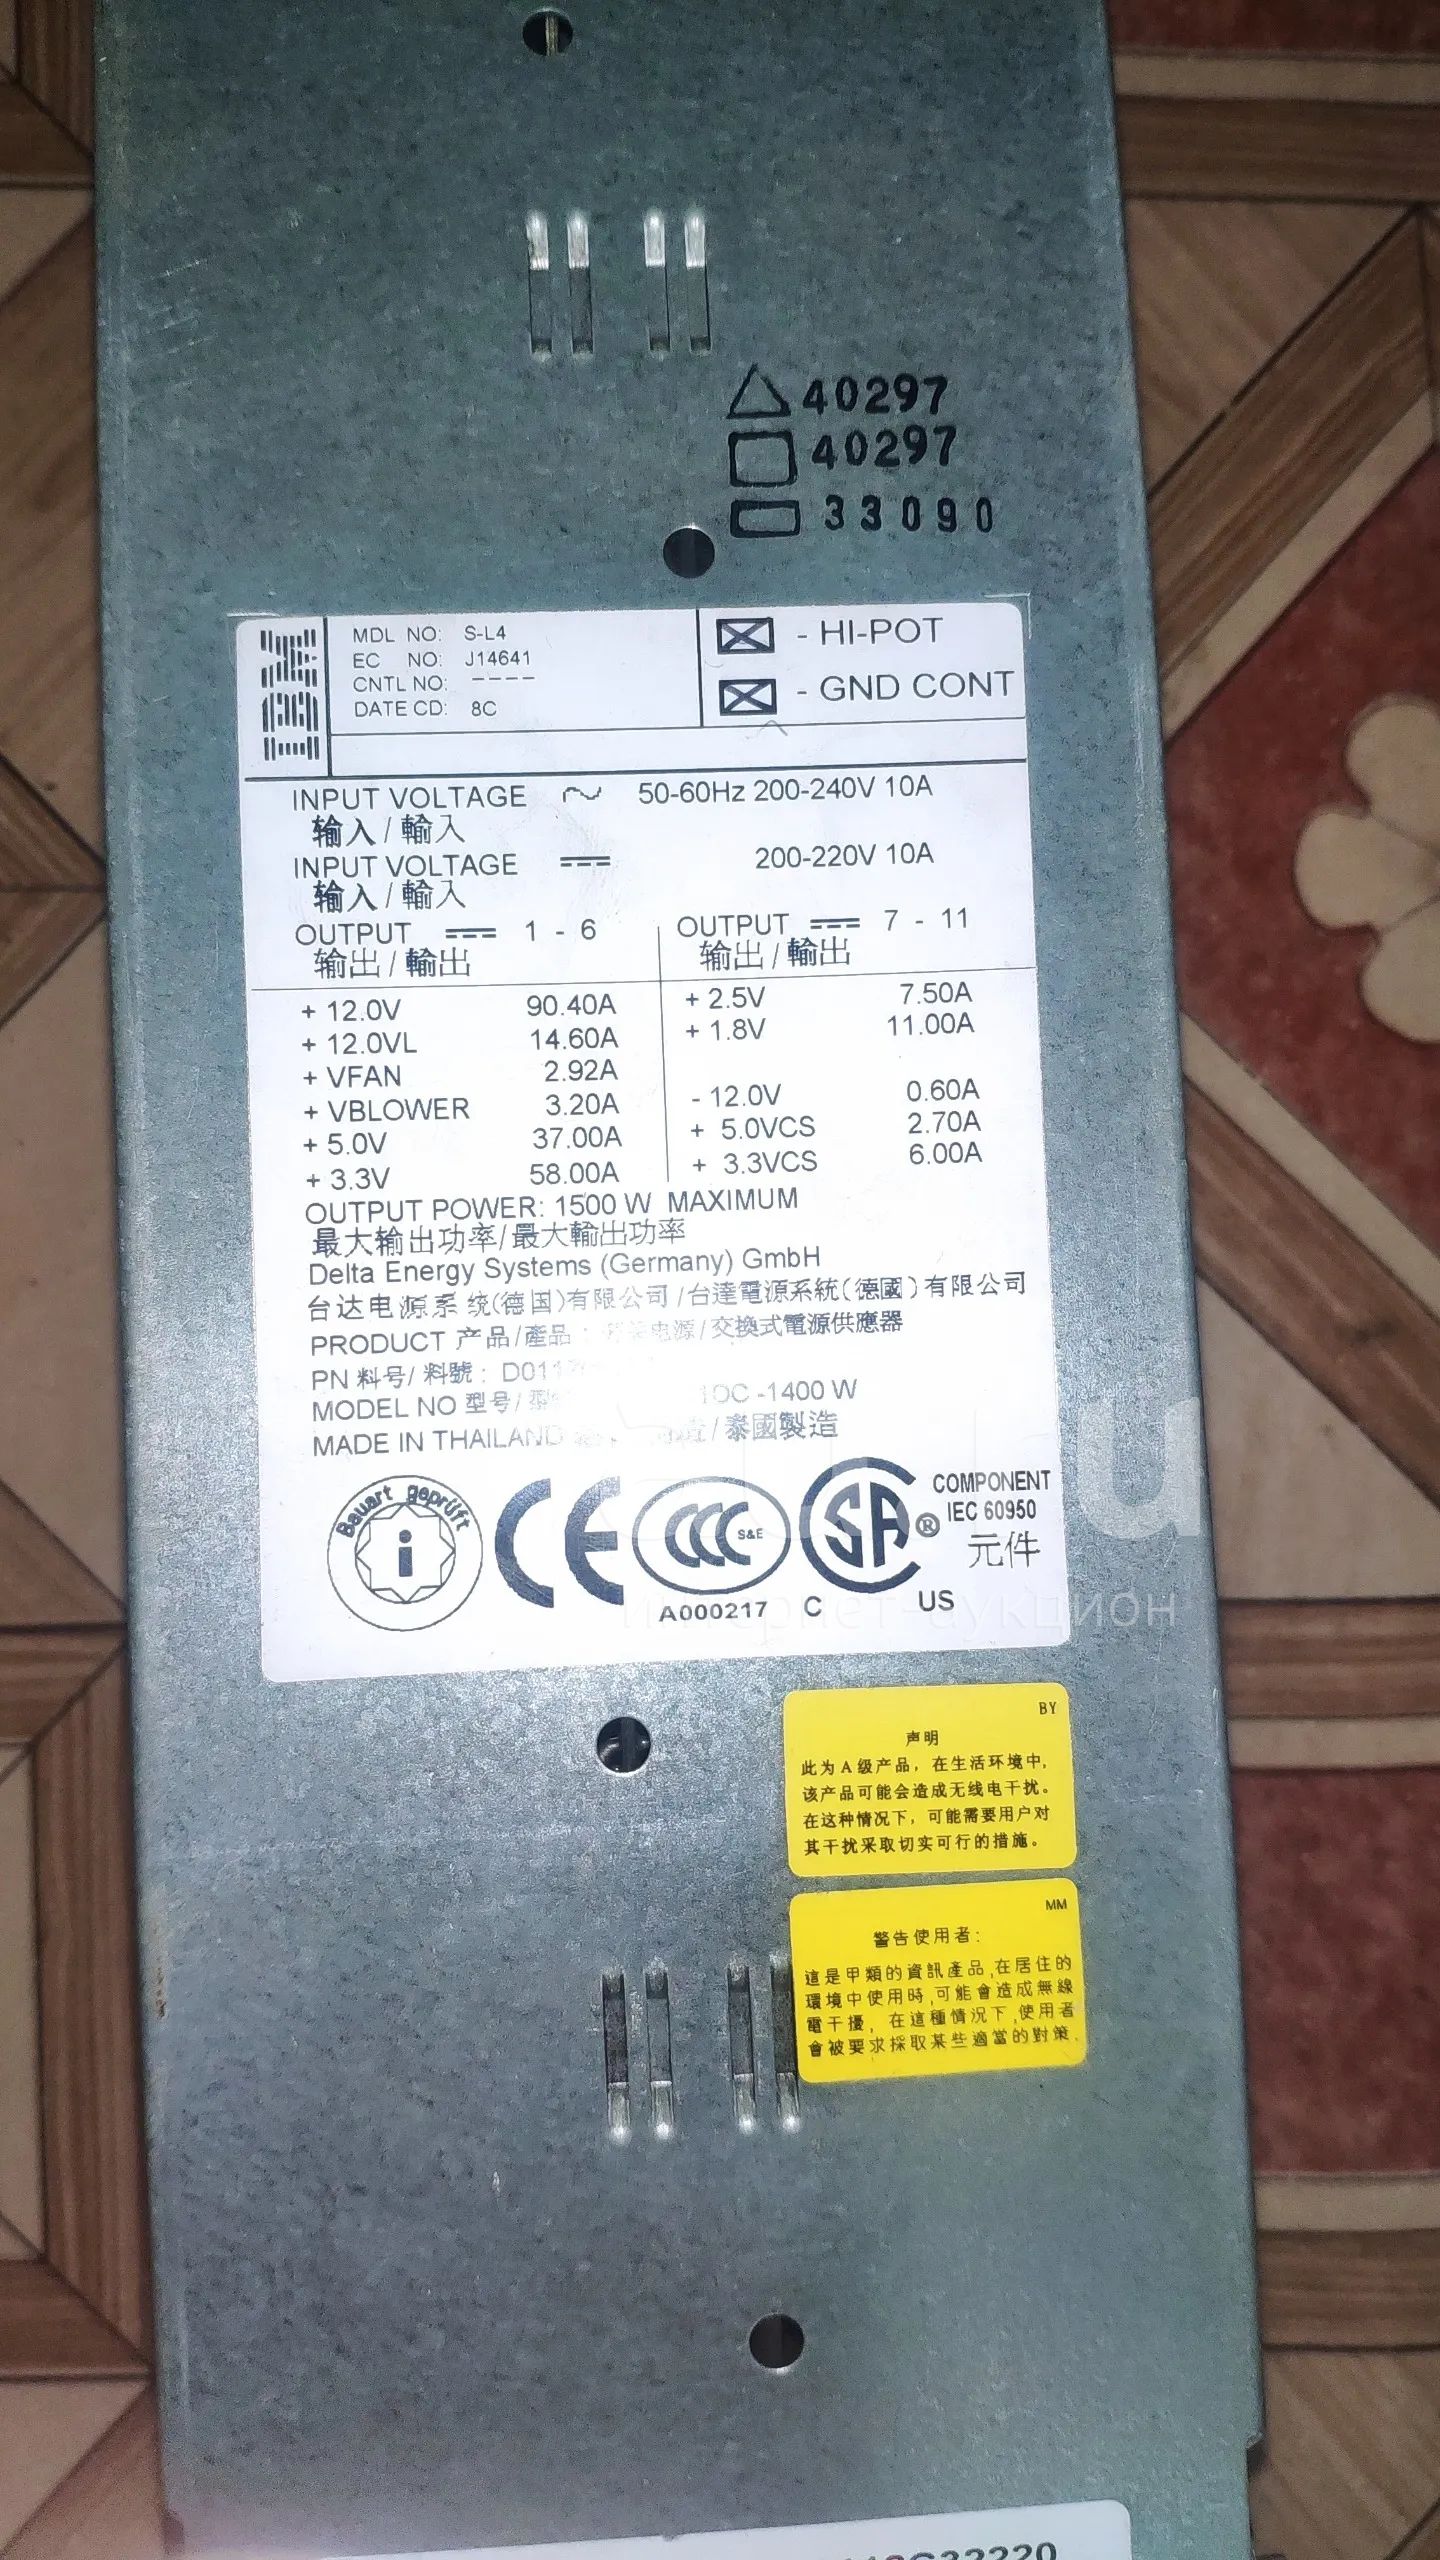 △ 40297
□ 40297
▭ 33090
IBM
MDL NO: S-L4
EC NO: J14641
CNTL NO: ----
DATE CD: 8C
☒ - HI-POT
☒ - GND CONT
INPUT VOLTAGE ~ 50-60Hz 200-240V 10A
输入 / 輸入
INPUT VOLTAGE ⎓ 200-220V 10A
输入 / 輸入
OUTPUT ⎓ 1 - 6
输出 / 輸出
+ 12.0V 90.40A
+ 12.0VL 14.60A
+ VFAN 2.92A
+ VBLOWER 3.20A
+ 5.0V 37.00A
+ 3.3V 58.00A
OUTPUT ⎓ 7 - 11
输出 / 輸出
+ 2.5V 7.50A
+ 1.8V 11.00A
- 12.0V 0.60A
+ 5.0VCS 2.70A
+ 3.3VCS 6.00A
OUTPUT POWER: 1500 W MAXIMUM
最大输出功率/最大輸出功率
Delta Energy Systems (Germany) GmbH
台达电源系统(德国)有限公司/台達電源系統(德國)有限公司
PRODUCT 产品/產品: 电源/交換式電源供應器
PN 料号/料號:
MODEL NO 型号/ -1400 W
MADE IN THAILAND /泰國製造
Bauart geprüft
CE
CCC S&E
A000217
SA ®
C US
COMPONENT
IEC 60950
元件
интернет-аукцион
BY
声明
此为A级产品，在生活环境中,
该产品可能会造成无线电干扰。
在这种情况下，可能需要用户对
其干扰采取切实可行的措施。
MM
警告使用者:
這是甲類的資訊產品,在居住的
環境中使用時,可能會造成無線
電干擾，在這種情況下,使用者
會被要求採取某些適當的對策.